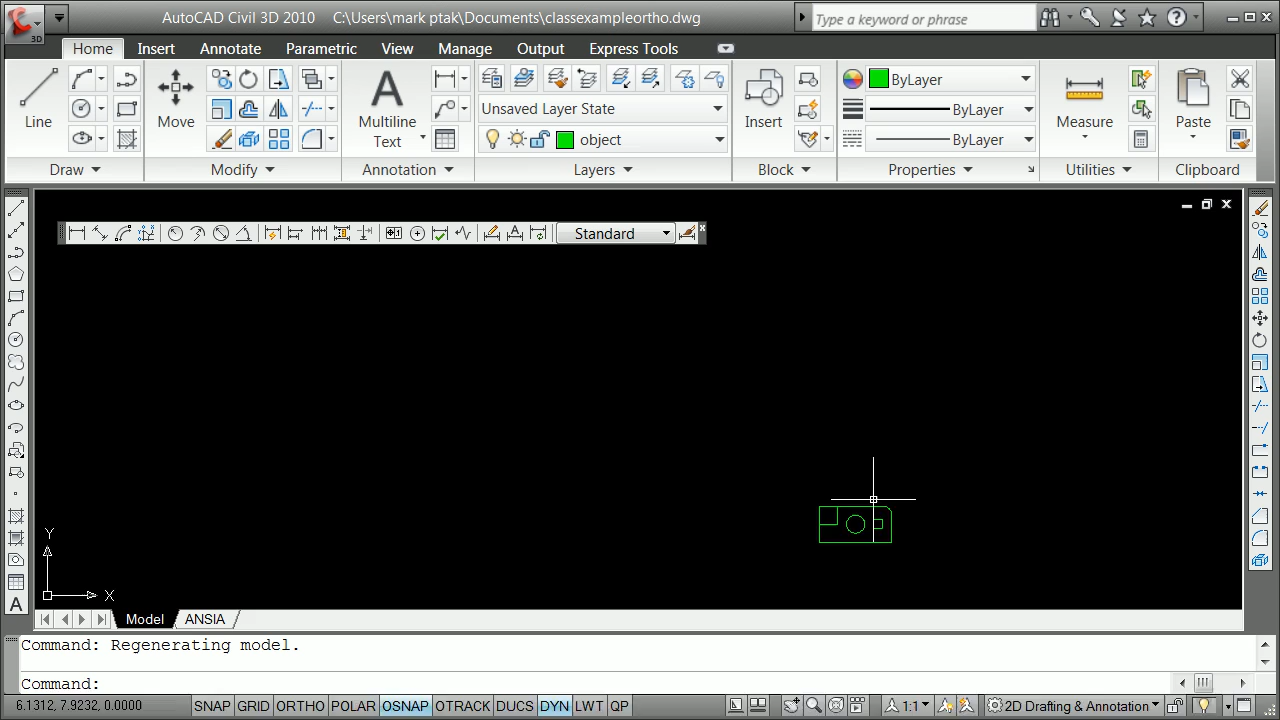 AutoCAD Civil 3D 2010 C:\Users\mark ptak\Documents\classexampleortho.dwg
Type a keyword or phrase
3D
Home Insert Annotate Parametric View Manage Output Express Tools
Line
Move
A
Multiline
Text
Unsaved Layer State
object
Insert
ByLayer
ByLayer
ByLayer
Measure
Paste
Draw Modify Annotation Layers Block Properties Utilities Clipboard
Standard
Y
X
A
Model ANSIA
Command: Regenerating model.
Command:
6.1312, 7.9232, 0.0000 SNAP GRID ORTHO POLAR OSNAP OTRACK DUCS DYN LWT QP 1:1 2D Drafting & Annotation